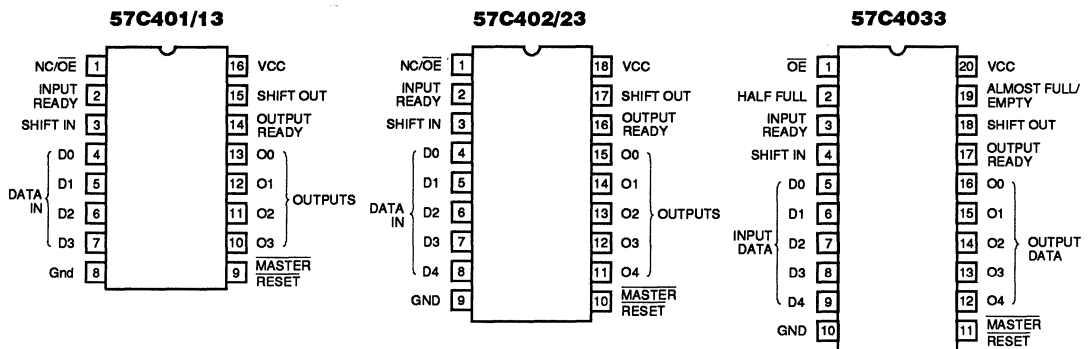 57C401/13
NC/OE 1
16 VCC
INPUT
READY 2
15 SHIFT OUT
SHIFT IN 3
14 OUTPUT
READY
DATA
IN
D0 4
D1 5
D2 6
D3 7
13 O0
12 O1
11 O2
10 O3
OUTPUTS
Gnd 8
9 MASTER
RESET
57C402/23
NC/OE 1
18 VCC
INPUT
READY 2
17 SHIFT OUT
SHIFT IN 3
16 OUTPUT
READY
DATA
IN
D0 4
D1 5
D2 6
D3 7
D4 8
15 O0
14 O1
13 O2
12 O3
11 O4
OUTPUTS
GND 9
10 MASTER
RESET
57C4033
OE 1
20 VCC
HALF FULL 2
19 ALMOST FULL/
EMPTY
INPUT
READY 3
18 SHIFT OUT
SHIFT IN 4
17 OUTPUT
READY
INPUT
DATA
D0 5
D1 6
D2 7
D3 8
D4 9
16 O0
15 O1
14 O2
13 O3
12 O4
OUTPUT
DATA
GND 10
11 MASTER
RESET